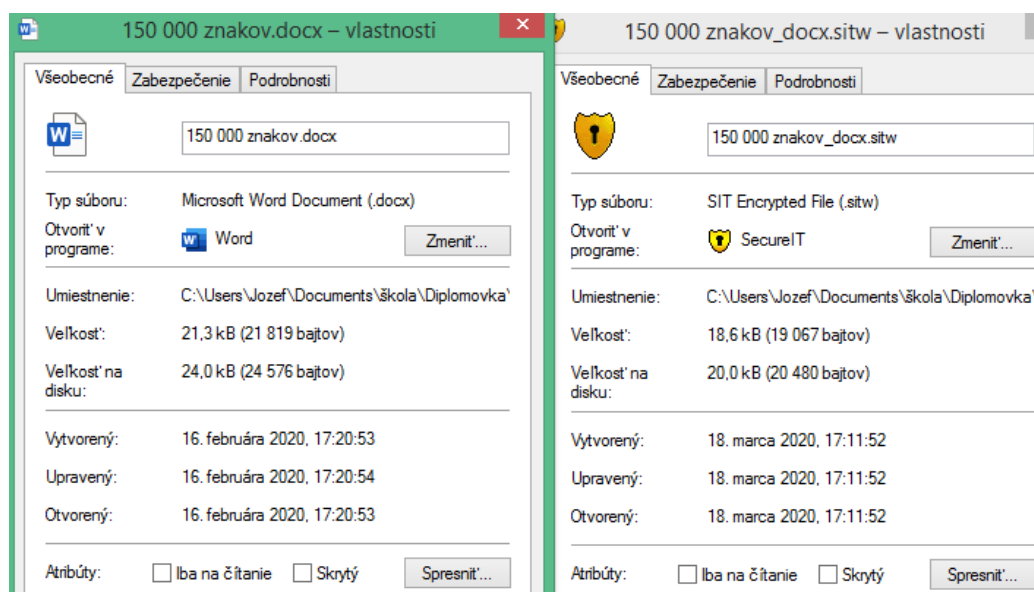 150 000 znakov.docx – vlastnosti
Všeobecné Zabezpečenie Podrobnosti
150 000 znakov.docx
Typ súboru: Microsoft Word Document (.docx)
Otvoriť v programe: Word Zmeniť...
Umiestnenie: C:\Users\Jozef\Documents\škola\Diplomovka\
Veľkosť: 21,3 kB (21 819 bajtov)
Veľkosť na disku: 24,0 kB (24 576 bajtov)
Vytvorený: 16. februára 2020, 17:20:53
Upravený: 16. februára 2020, 17:20:54
Otvorený: 16. februára 2020, 17:20:53
Atribúty: Iba na čítanie Skrytý Spresniť...
150 000 znakov_docx.sitw – vlastnosti
Všeobecné Zabezpečenie Podrobnosti
150 000 znakov_docx.sitw
Typ súboru: SIT Encrypted File (.sitw)
Otvoriť v programe: SecureIT Zmeniť...
Umiestnenie: C:\Users\Jozef\Documents\škola\Diplomovka\
Veľkosť: 18,6 kB (19 067 bajtov)
Veľkosť na disku: 20,0 kB (20 480 bajtov)
Vytvorený: 18. marca 2020, 17:11:52
Upravený: 18. marca 2020, 17:11:52
Otvorený: 18. marca 2020, 17:11:52
Atribúty: Iba na čítanie Skrytý Spresniť...